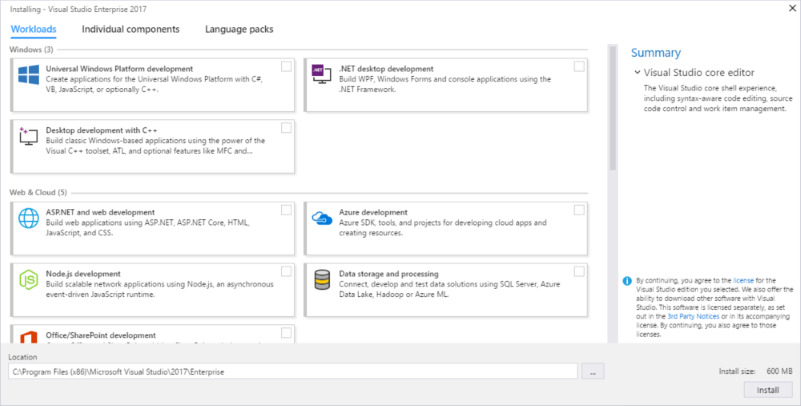 Installing - Visual Studio Enterprise 2017
Workloads Individual components Language packs
Windows (3)
Universal Windows Platform development
Create applications for the Universal Windows Platform with C#,
VB, JavaScript, or optionally C++.
.NET
.NET desktop development
Build WPF, Windows Forms and console applications using the
.NET Framework.
Desktop development with C++
Build classic Windows-based applications using the power of the
Visual C++ toolset, ATL, and optional features like MFC and...
Web & Cloud (5)
ASP.NET and web development
Build web applications using ASP.NET, ASP.NET Core, HTML,
JavaScript, and CSS.
Azure development
Azure SDK, tools, and projects for developing cloud apps and
creating resources.
JS
Node.js development
Build scalable network applications using Node.js, an asynchronous
event-driven JavaScript runtime.
Data storage and processing
Connect, develop and test data solutions using SQL Server, Azure
Data Lake, Hadoop or Azure ML.
Office/SharePoint development
Summary
Visual Studio core editor
The Visual Studio core shell experience,
including syntax-aware code editing, source
code control and work item management.
By continuing, you agree to the license for the
Visual Studio edition you selected. We also offer the
ability to download other software with Visual
Studio. This software is licensed separately, as set
out in the 3rd Party Notices or in its accompanying
license. By continuing, you also agree to those
licenses.
Location
C:\Program Files (x86)\Microsoft Visual Studio\2017\Enterprise
...
Install size: 600 MB
Install